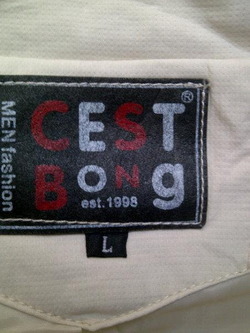 MEN fashion
CEST®
BoNg
est.1998
L